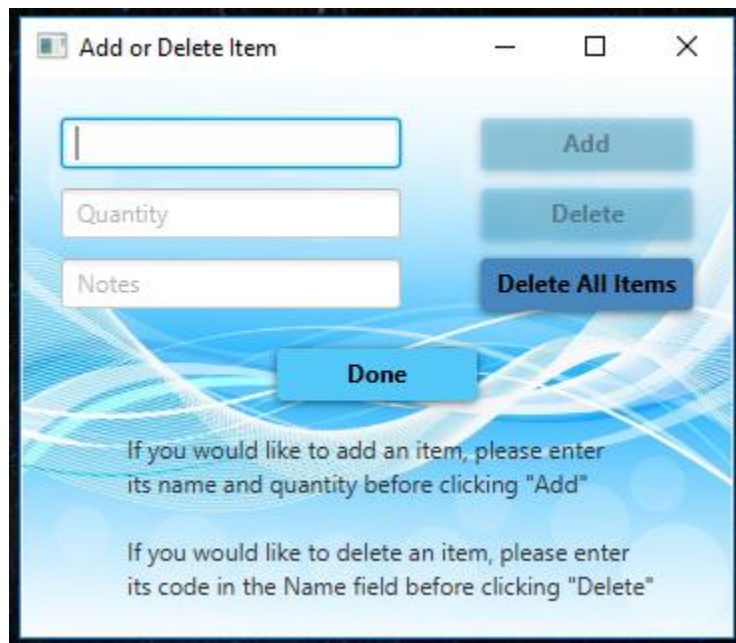 Add or Delete Item
Add
Quantity
Delete
Notes
Delete All Items
Done
If you would like to add an item, please enter
its name and quantity before clicking "Add"
If you would like to delete an item, please enter
its code in the Name field before clicking "Delete"